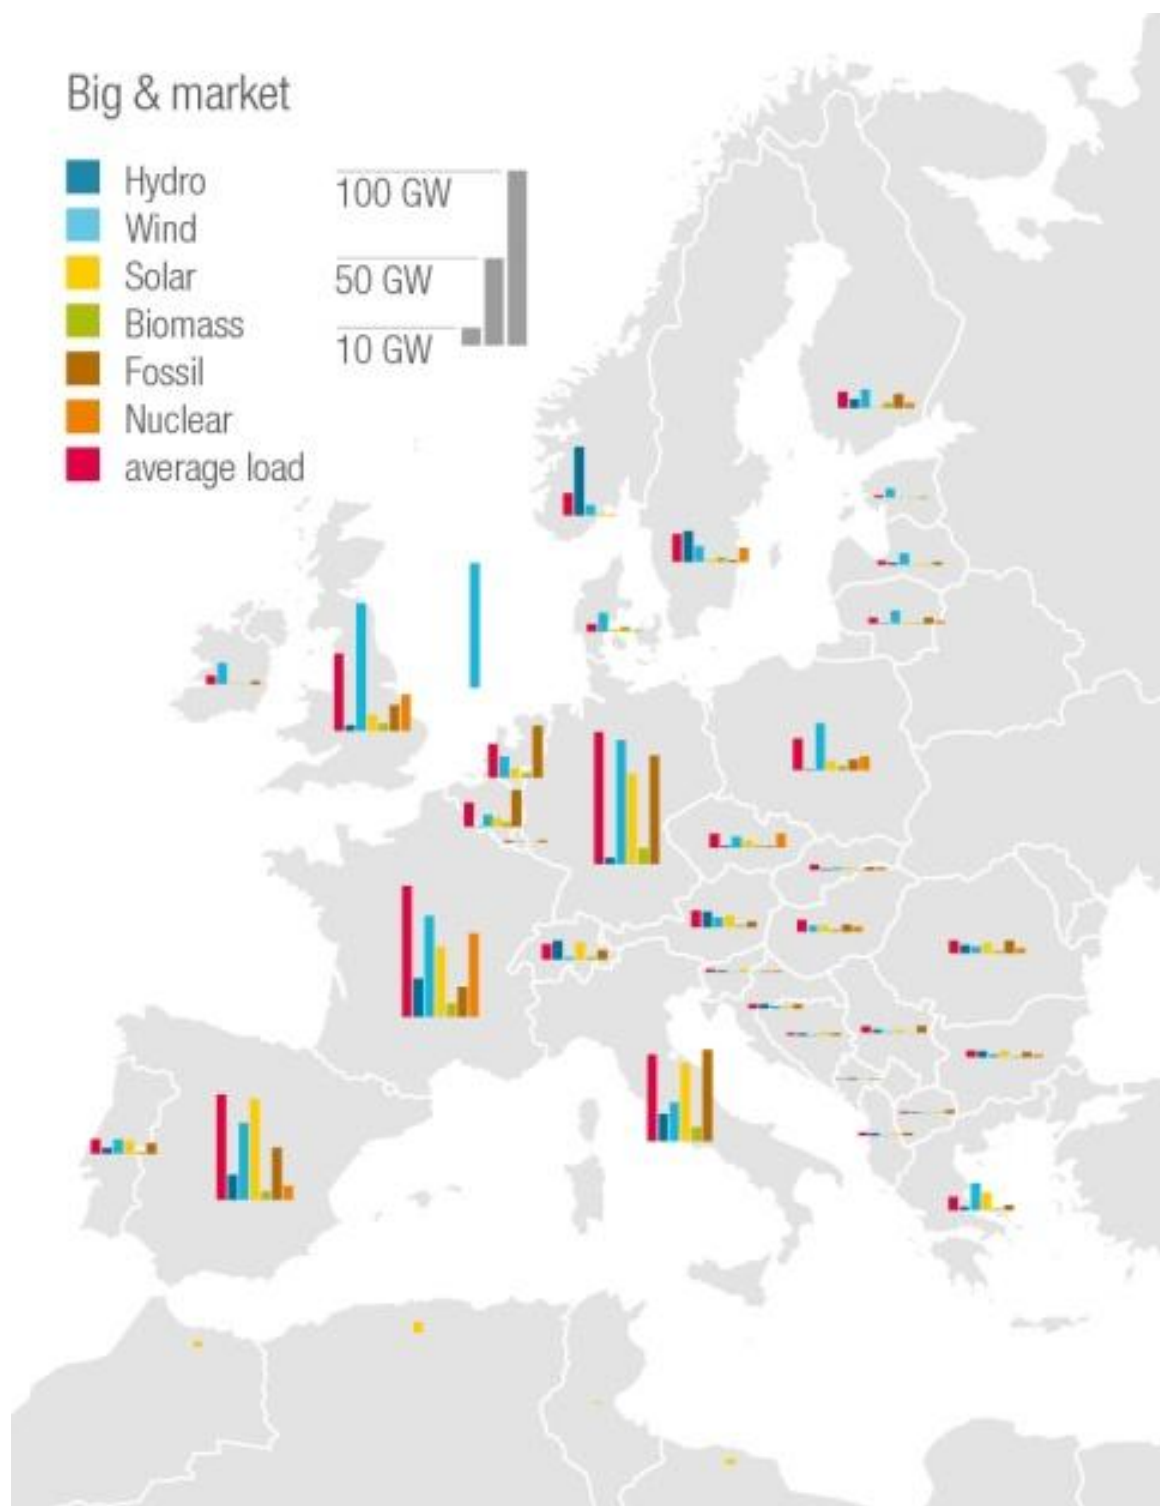 Big & market
Hydro
Wind
Solar
Biomass
Fossil
Nuclear
average load
100 GW
50 GW
10 GW